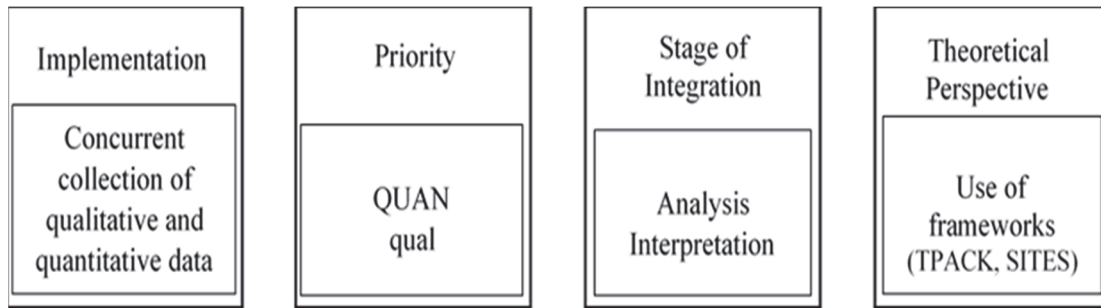 Implementation
Concurrent
collection of
qualitative and
quantitative data
Priority
QUAN
qual
Stage of
Integration
Analysis
Interpretation
Theoretical
Perspective
Use of
frameworks
(TPACK, SITES)